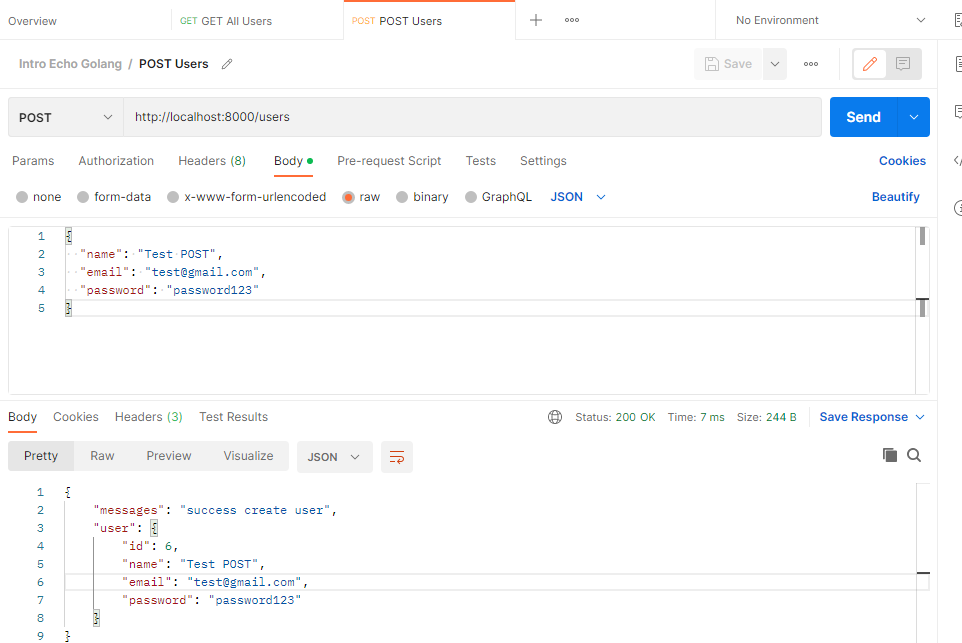 Overview GET GET All Users POST POST Users No Environment
Intro Echo Golang / POST Users Save
POST http://localhost:8000/users Send
Params Authorization Headers (8) Body Pre-request Script Tests Settings Cookies
none form-data x-www-form-urlencoded raw binary GraphQL JSON Beautify
1 {
2 "name": "Test POST",
3 "email": "test@gmail.com",
4 "password": "password123"
5 }
Body Cookies Headers (3) Test Results Status: 200 OK Time: 7 ms Size: 244 B Save Response
Pretty Raw Preview Visualize JSON
1 {
2 "messages": "success create user",
3 "user": {
4 "id": 6,
5 "name": "Test POST",
6 "email": "test@gmail.com",
7 "password": "password123"
8 }
9 }